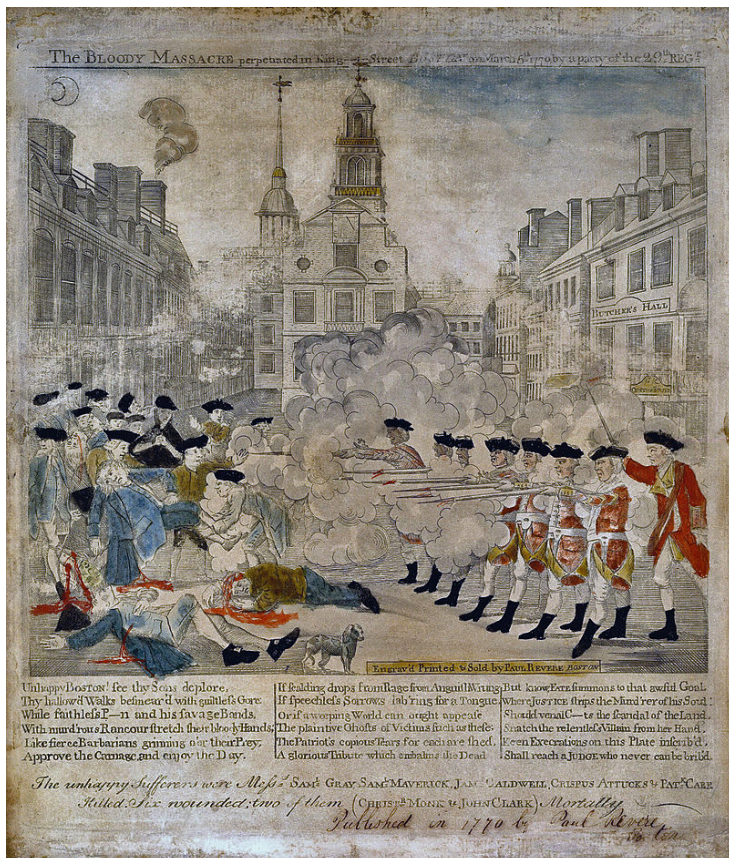 The BLOODY MASSACRE perpetrated in King Street BOSTON on March 5th 1770 by a party of the 29th REGt
BUTCHER'S HALL
Engrav'd Printed & Sold by PAUL REVERE BOSTON
Unhappy BOSTON! see thy Sons deplore,
Thy hallow'd Walks besmear'd with guiltless Gore:
While faithless P—n and his savage Bands,
With murd'rous Rancour stretch their bloody Hands;
Like fierce Barbarians grinning o'er their Prey,
Approve the Carnage, and enjoy the Day.
If scalding drops from Rage from Anguish Wrung
If speechless Sorrows lab'ring for a Tongue,
Or if a weeping World can ought appease
The plaintive Ghosts of Victims such as these;
The Patriot's copious Tears for each are shed,
A glorious Tribute which embalms the Dead
But know, FATE summons to that awful Goal,
Where JUSTICE strips the Murd'rer of his Soul:
Should venal C—ts the scandal of the Land,
Snatch the relentless Villain from her Hand,
Keen Execrations on this Plate inscrib'd,
Shall reach a JUDGE who never can be brib'd.
The unhappy Sufferers were Messs SAML GRAY, SAML MAVERICK, JAMS CALDWELL, CRISPUS ATTUCKS & PATK CARR
Killed. Six wounded; two of them (CHRISTR MONK & JOHN CLARK) Mortally
Published in 1770 by Paul Revere
Boston